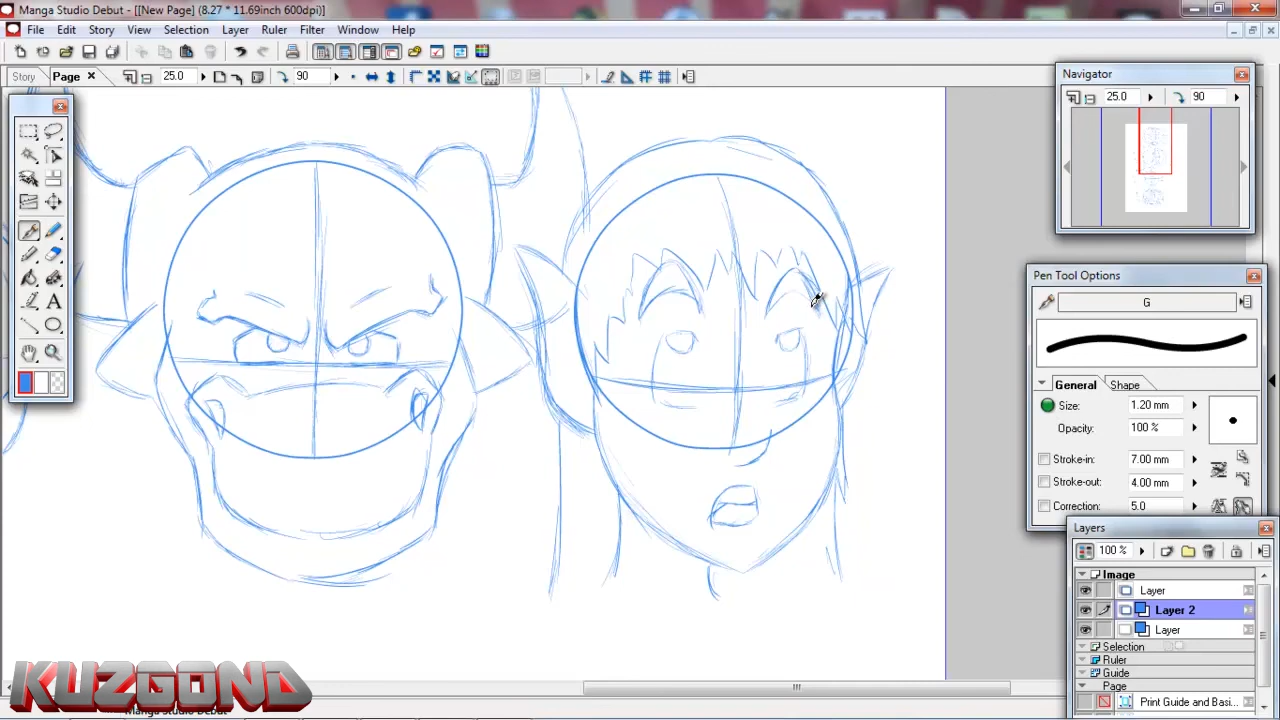 Manga Studio Debut - [[New Page] (8.27 * 11.69inch 600dpi)]
File Edit Story View Selection Layer Ruler Filter Window Help
Story Page 25.0 90
Navigator
25.0 90
Pen Tool Options
G
General Shape
Size: 1.20 mm
Opacity: 100 %
Stroke-in: 7.00 mm
Stroke-out: 4.00 mm
Correction: 5.0
Layers
100 %
Image
Layer
Layer 2
Layer
Selection
Ruler
Guide
Page
Print Guide and Basi...
A
KUZGOND